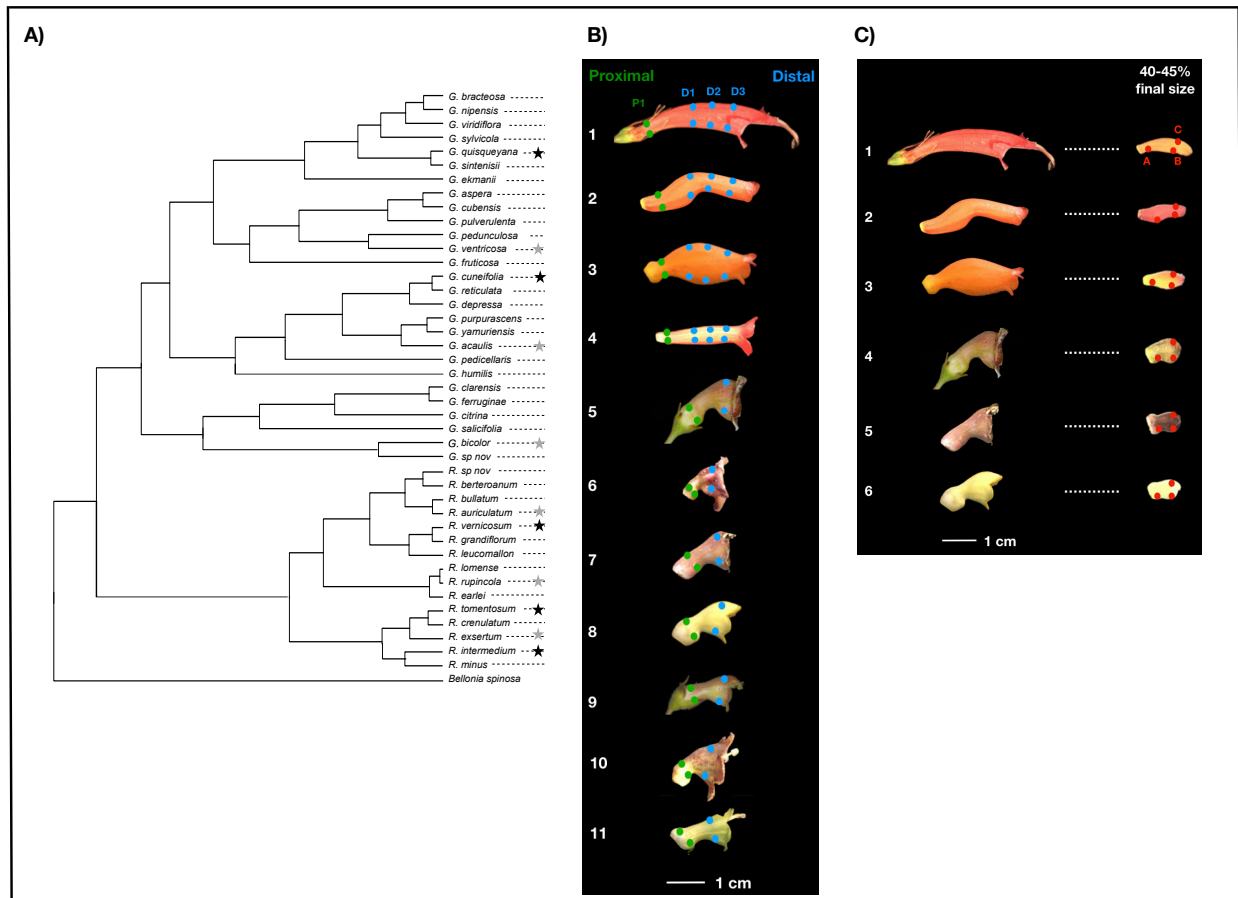 A)
G. bracteosa
G. nipensis
G. viridiflora
G. sylvicola
G. quisqueyana
G. sintenisii
G. ekmanii
G. aspera
G. cubensis
G. pulverulenta
G. pedunculosa
G. ventricosa
G. fruticosa
G. cuneifolia
G. reticulata
G. depressa
G. purpurascens
G. yamuriensis
G. acaulis
G. pedicellaris
G. humilis
G. clarensis
G. ferruginae
G. citrina
G. salicifolia
G. bicolor
G. sp nov
R. sp nov
R. berteroanum
R. bullatum
R. auriculatum
R. vernicosum
R. grandiflorum
R. leucomallon
R. lomense
R. rupincola
R. earlei
R. tomentosum
R. crenulatum
R. exsertum
R. intermedium
R. minus
Bellonia spinosa
B)
Proximal Distal
P1 D1 D2 D3
1
2
3
4
5
6
7
8
9
10
11
1 cm
C)
40-45%
final size
1
C
A B
2
3
4
5
6
1 cm